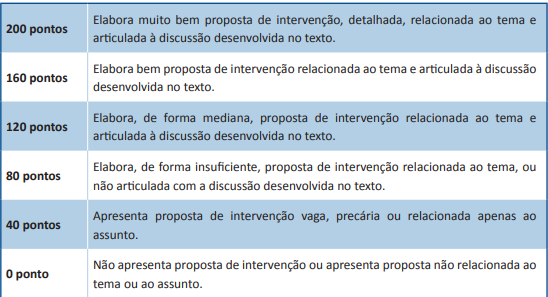 200 pontos
Elabora muito bem proposta de intervenção, detalhada, relacionada ao tema e
articulada à discussão desenvolvida no texto.
160 pontos
Elabora bem proposta de intervenção relacionada ao tema e articulada à discussão
desenvolvida no texto.
120 pontos
Elabora, de forma mediana, proposta de intervenção relacionada ao tema e
articulada à discussão desenvolvida no texto.
80 pontos
Elabora, de forma insuficiente, proposta de intervenção relacionada ao tema, ou
não articulada com a discussão desenvolvida no texto.
40 pontos
Apresenta proposta de intervenção vaga, precária ou relacionada apenas ao
assunto.
0 ponto
Não apresenta proposta de intervenção ou apresenta proposta não relacionada ao
tema ou ao assunto.